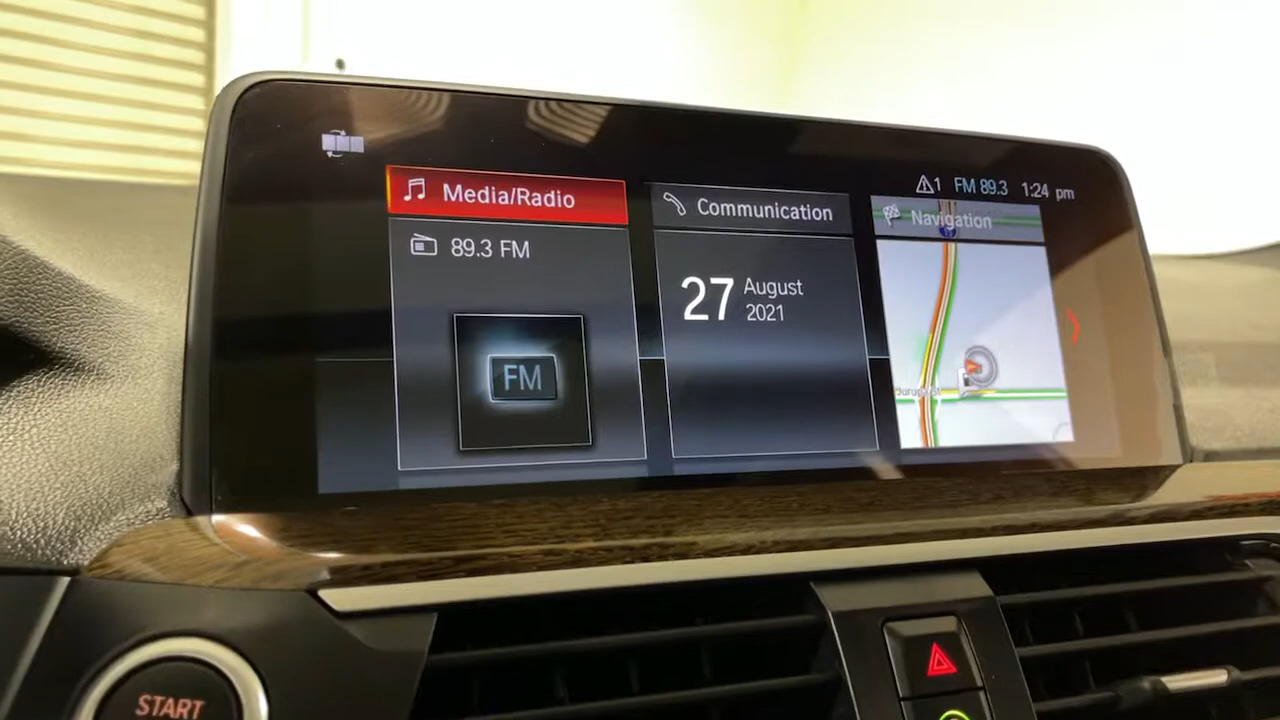 1 FM 89.3 1:24 pm
Media/Radio
Communication
Navigation
89.3 FM
27 August
2021
FM
START